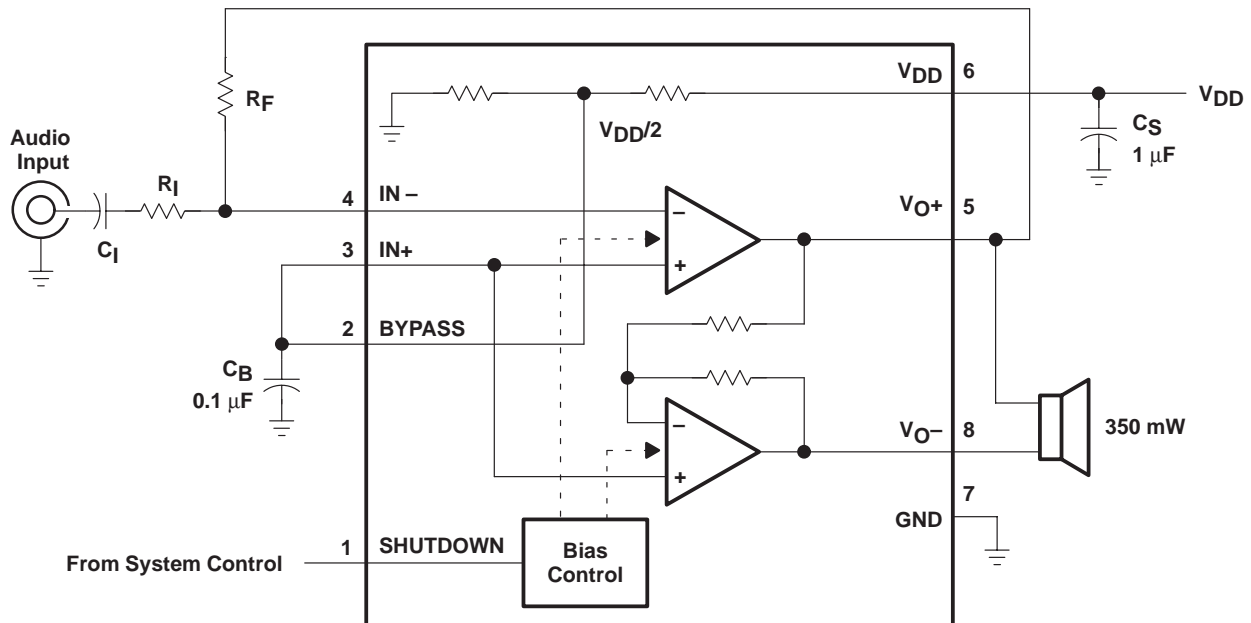 VDD 6
RF
VDD/2
VDD
CS
1 μF
Audio
Input
RI
CI
4 IN –
–
+
VO+ 5
3 IN+
2 BYPASS
CB
0.1 μF
–
+
VO– 8
350 mW
7
GND
From System Control
1 SHUTDOWN
Bias
Control